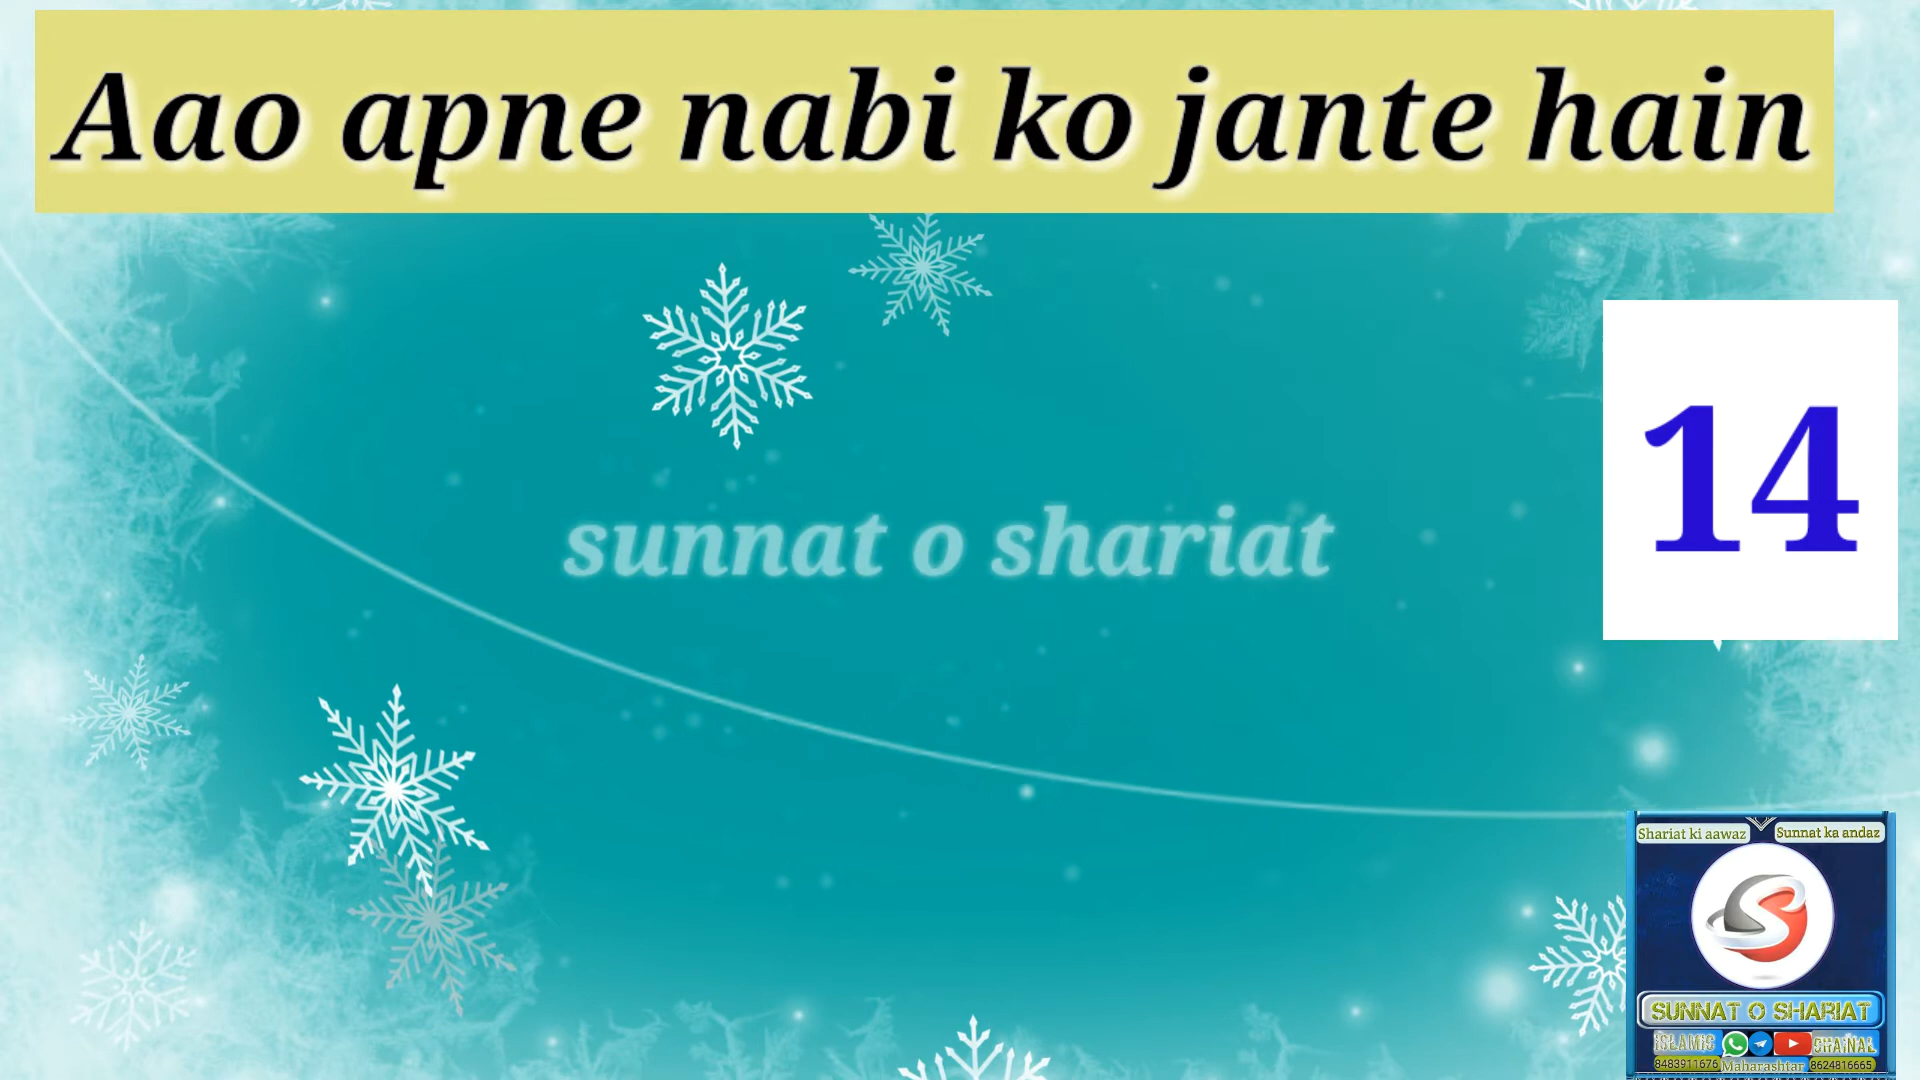 Aao apne nabi ko jante hain
14
sunnat o shariat
Shariat ki aawaz
Sunnat ka andaz
SUNNAT O SHARIAT
iSLAMiC CHAiNAL
8483911676 Maharashtar 8624816665